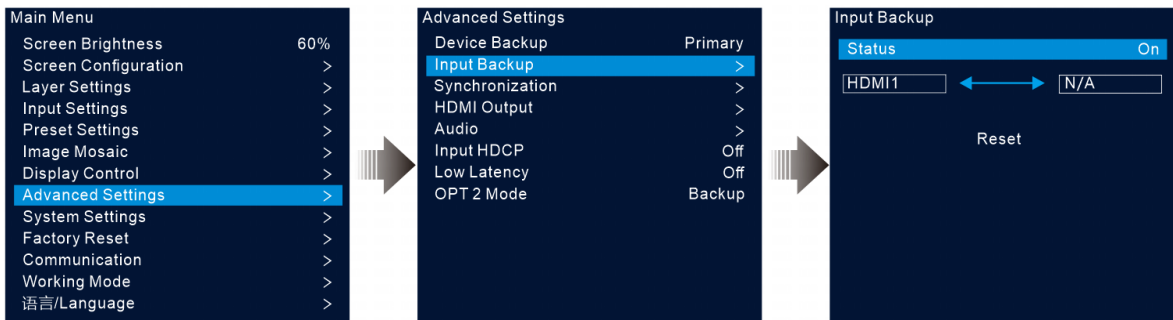 Main Menu
Screen Brightness 60%
Screen Configuration >
Layer Settings >
Input Settings >
Preset Settings >
Image Mosaic >
Display Control >
Advanced Settings >
System Settings >
Factory Reset >
Communication >
Working Mode >
语言/Language >
Advanced Settings
Device Backup Primary
Input Backup >
Synchronization >
HDMI Output >
Audio >
Input HDCP Off
Low Latency Off
OPT 2 Mode Backup
Input Backup
Status On
HDMI1 N/A
Reset